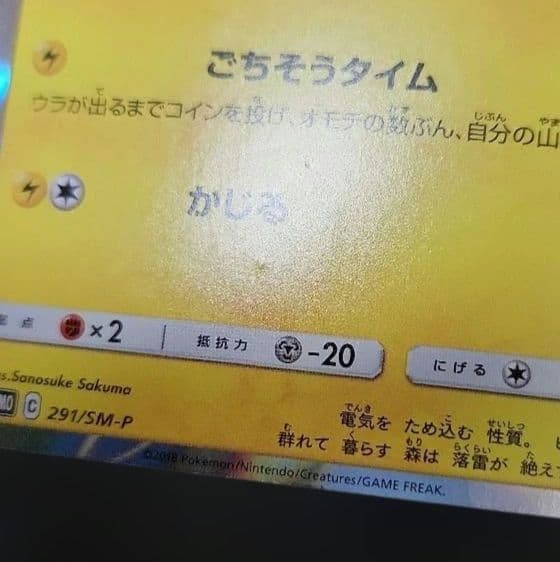 ごちそうタイム
ウラが出るまでコインを投げ、オモテの数ぶん、自分の山
かじる
点 ×2 抵抗力 -20 にげる
.Sanosuke Sakuma
C 291/SM-P
電気を ため込む 性質。
群れて 暮らす 森は 落雷が 絶え
©2018 Pokémon/Nintendo/Creatures/GAME FREAK.